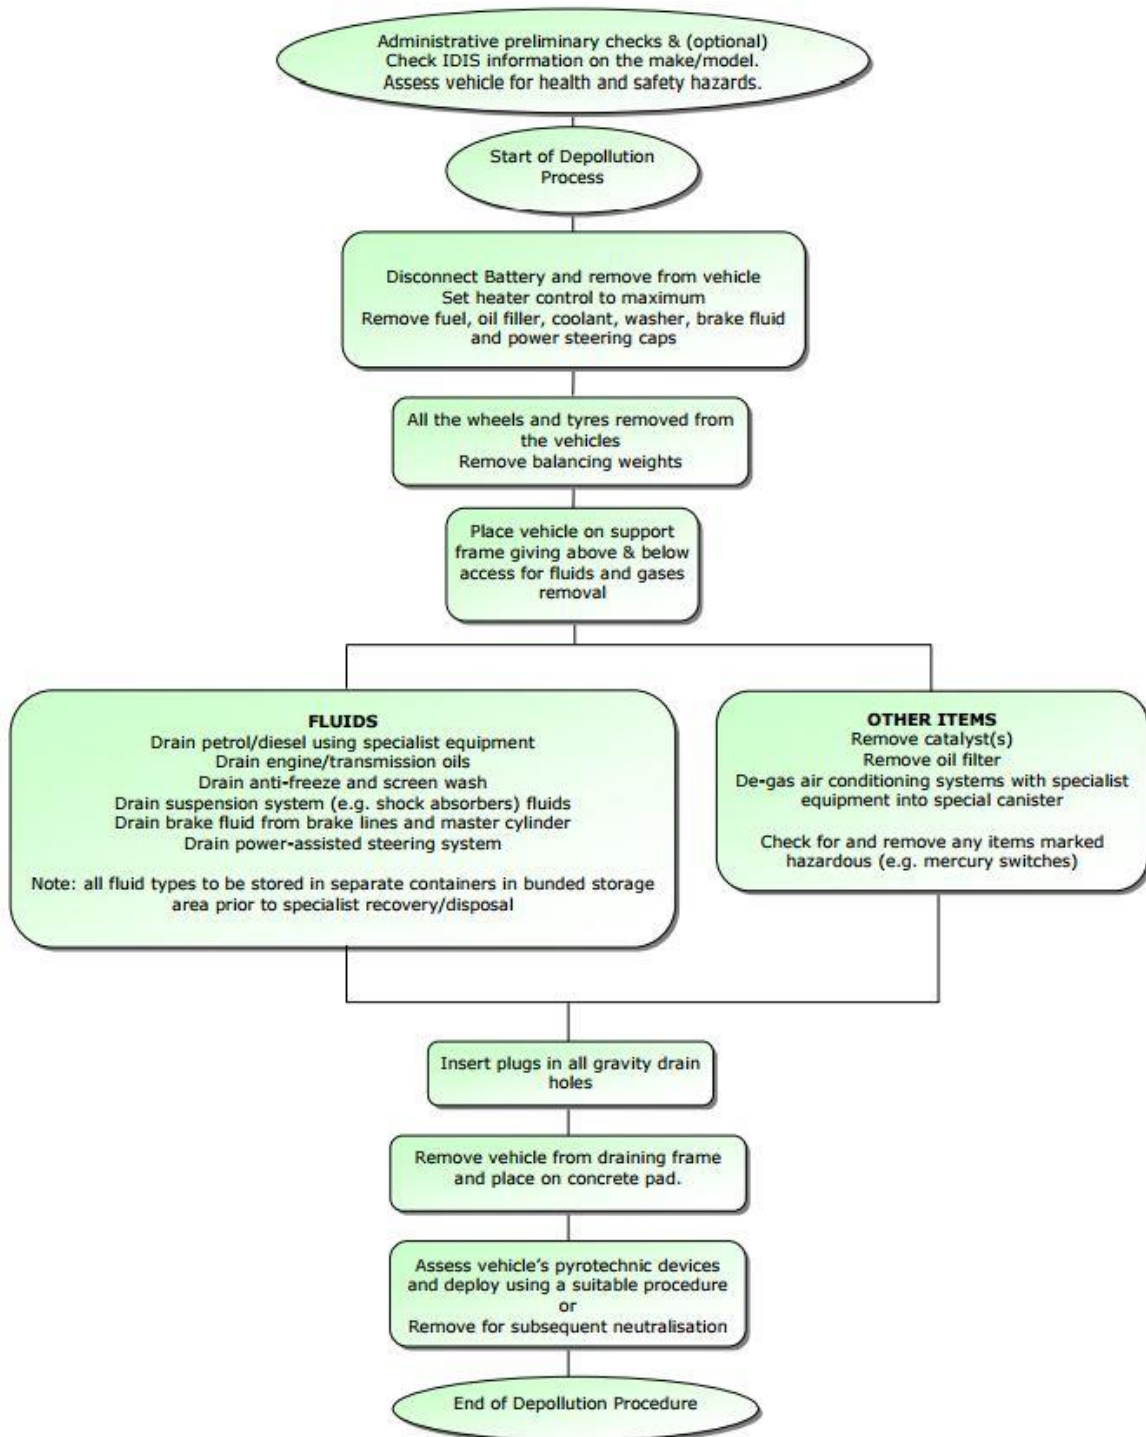 Administrative preliminary checks & (optional)
Check IDIS information on the make/model.
Assess vehicle for health and safety hazards.
Start of Depollution
Process
Disconnect Battery and remove from vehicle
Set heater control to maximum
Remove fuel, oil filler, coolant, washer, brake fluid
and power steering caps
All the wheels and tyres removed from
the vehicles
Remove balancing weights
Place vehicle on support
frame giving above & below
access for fluids and gases
removal
FLUIDS
Drain petrol/diesel using specialist equipment
Drain engine/transmission oils
Drain anti-freeze and screen wash
Drain suspension system (e.g. shock absorbers) fluids
Drain brake fluid from brake lines and master cylinder
Drain power-assisted steering system
Note: all fluid types to be stored in separate containers in bunded storage
area prior to specialist recovery/disposal
OTHER ITEMS
Remove catalyst(s)
Remove oil filter
De-gas air conditioning systems with specialist
equipment into special canister
Check for and remove any items marked
hazardous (e.g. mercury switches)
Insert plugs in all gravity drain
holes
Remove vehicle from draining frame
and place on concrete pad.
Assess vehicle's pyrotechnic devices
and deploy using a suitable procedure
or
Remove for subsequent neutralisation
End of Depollution Procedure